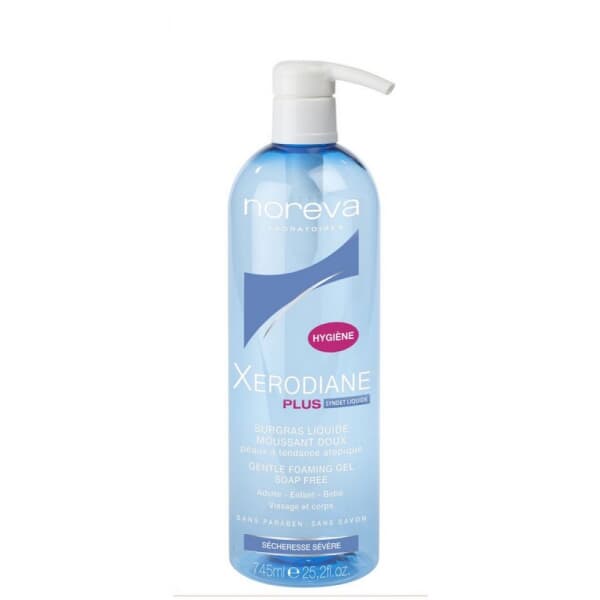 noreva
LABORATOIRES
HYGIÈNE
XERODIANE
PLUS SYNDET LIQUIDE
SURGRAS LIQUIDE
MOUSSANT DOUX
peaux à tendance atopique
GENTLE FOAMING GEL
SOAP FREE
Adulte - Enfant - Bébé
Visage et corps
SANS PARABEN - SANS SAVON
SÉCHERESSE SÉVÈRE
745ml e 25,2fl.oz.